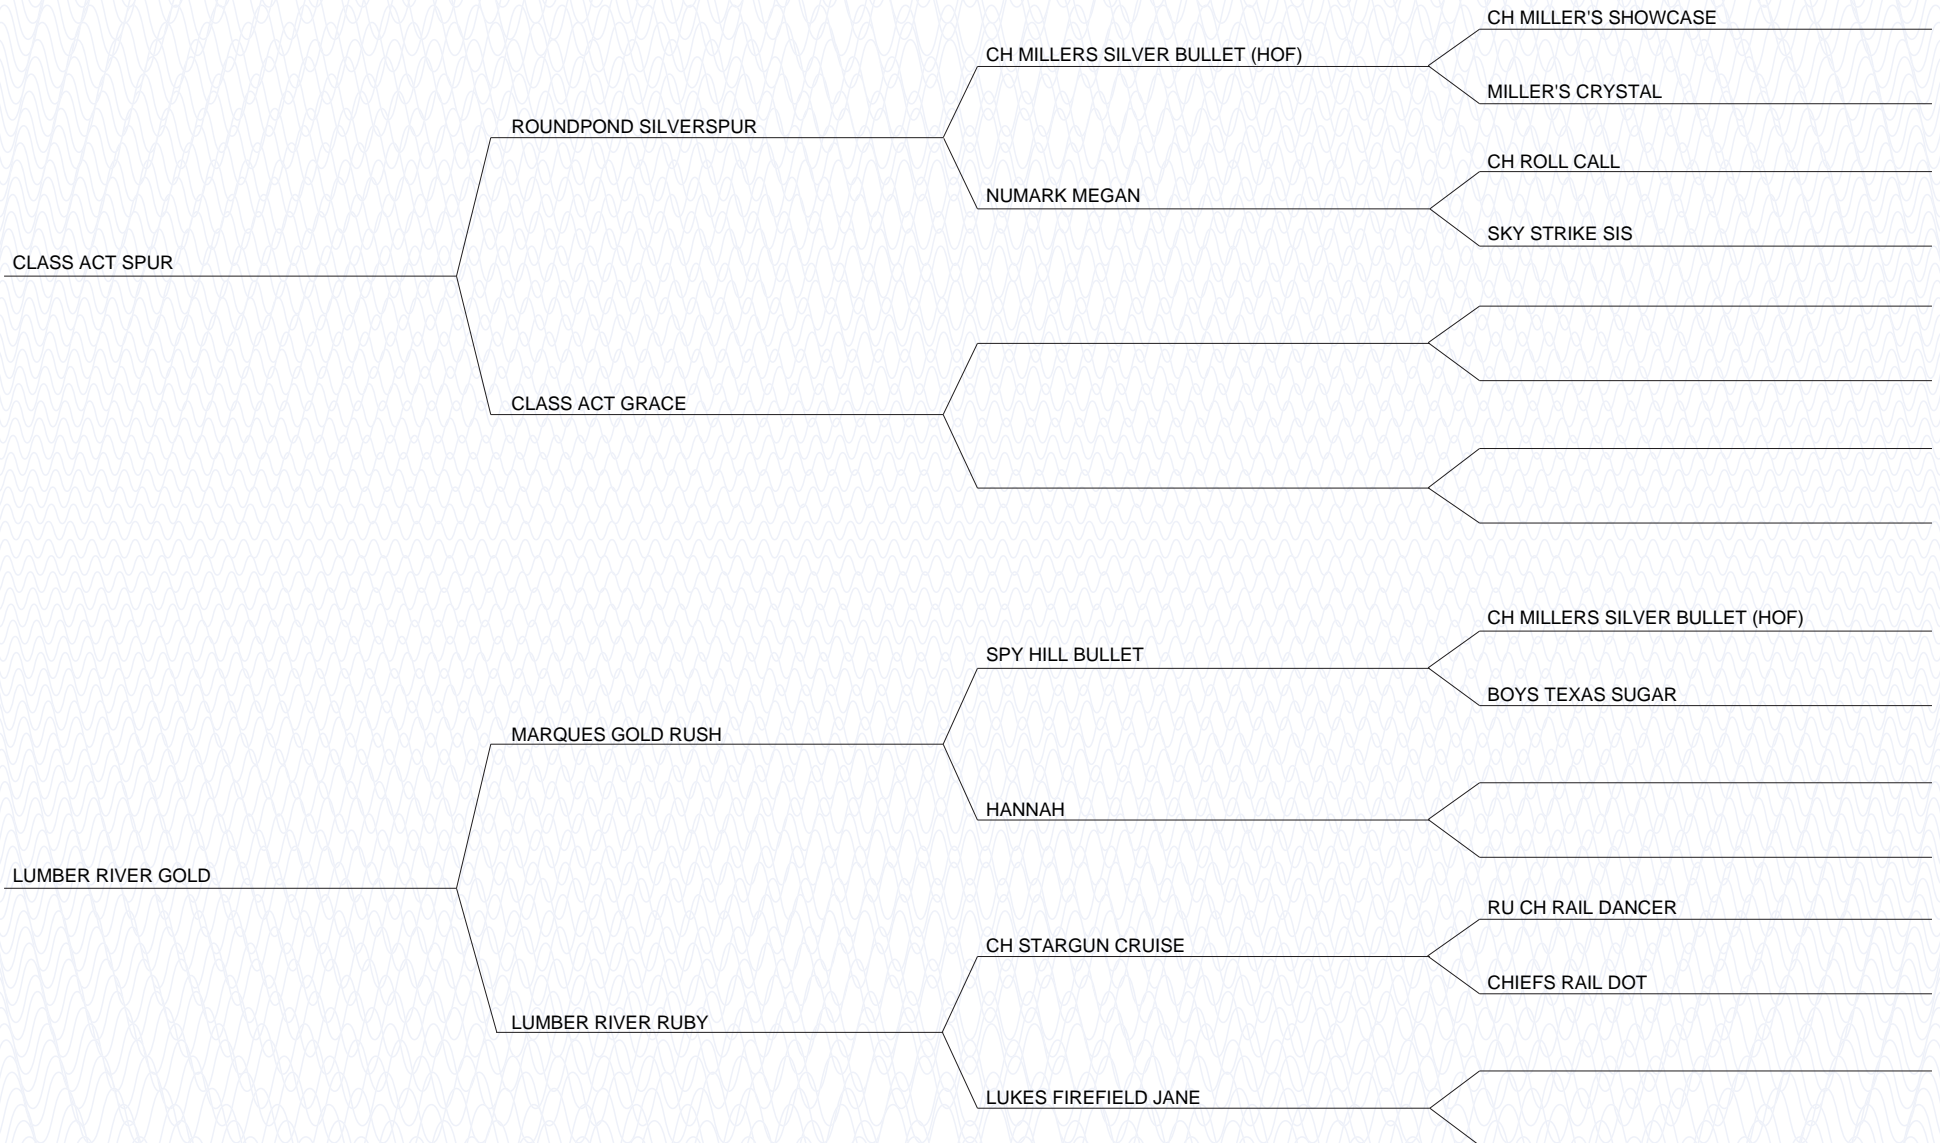 CH MILLER'S SHOWCASE
CH MILLERS SILVER BULLET (HOF)
MILLER'S CRYSTAL
ROUNDPOND SILVERSPUR
CH ROLL CALL
NUMARK MEGAN
SKY STRIKE SIS
CLASS ACT SPUR
CLASS ACT GRACE
CH MILLERS SILVER BULLET (HOF)
SPY HILL BULLET
BOYS TEXAS SUGAR
MARQUES GOLD RUSH
HANNAH
LUMBER RIVER GOLD
RU CH RAIL DANCER
CH STARGUN CRUISE
CHIEFS RAIL DOT
LUMBER RIVER RUBY
LUKES FIREFIELD JANE